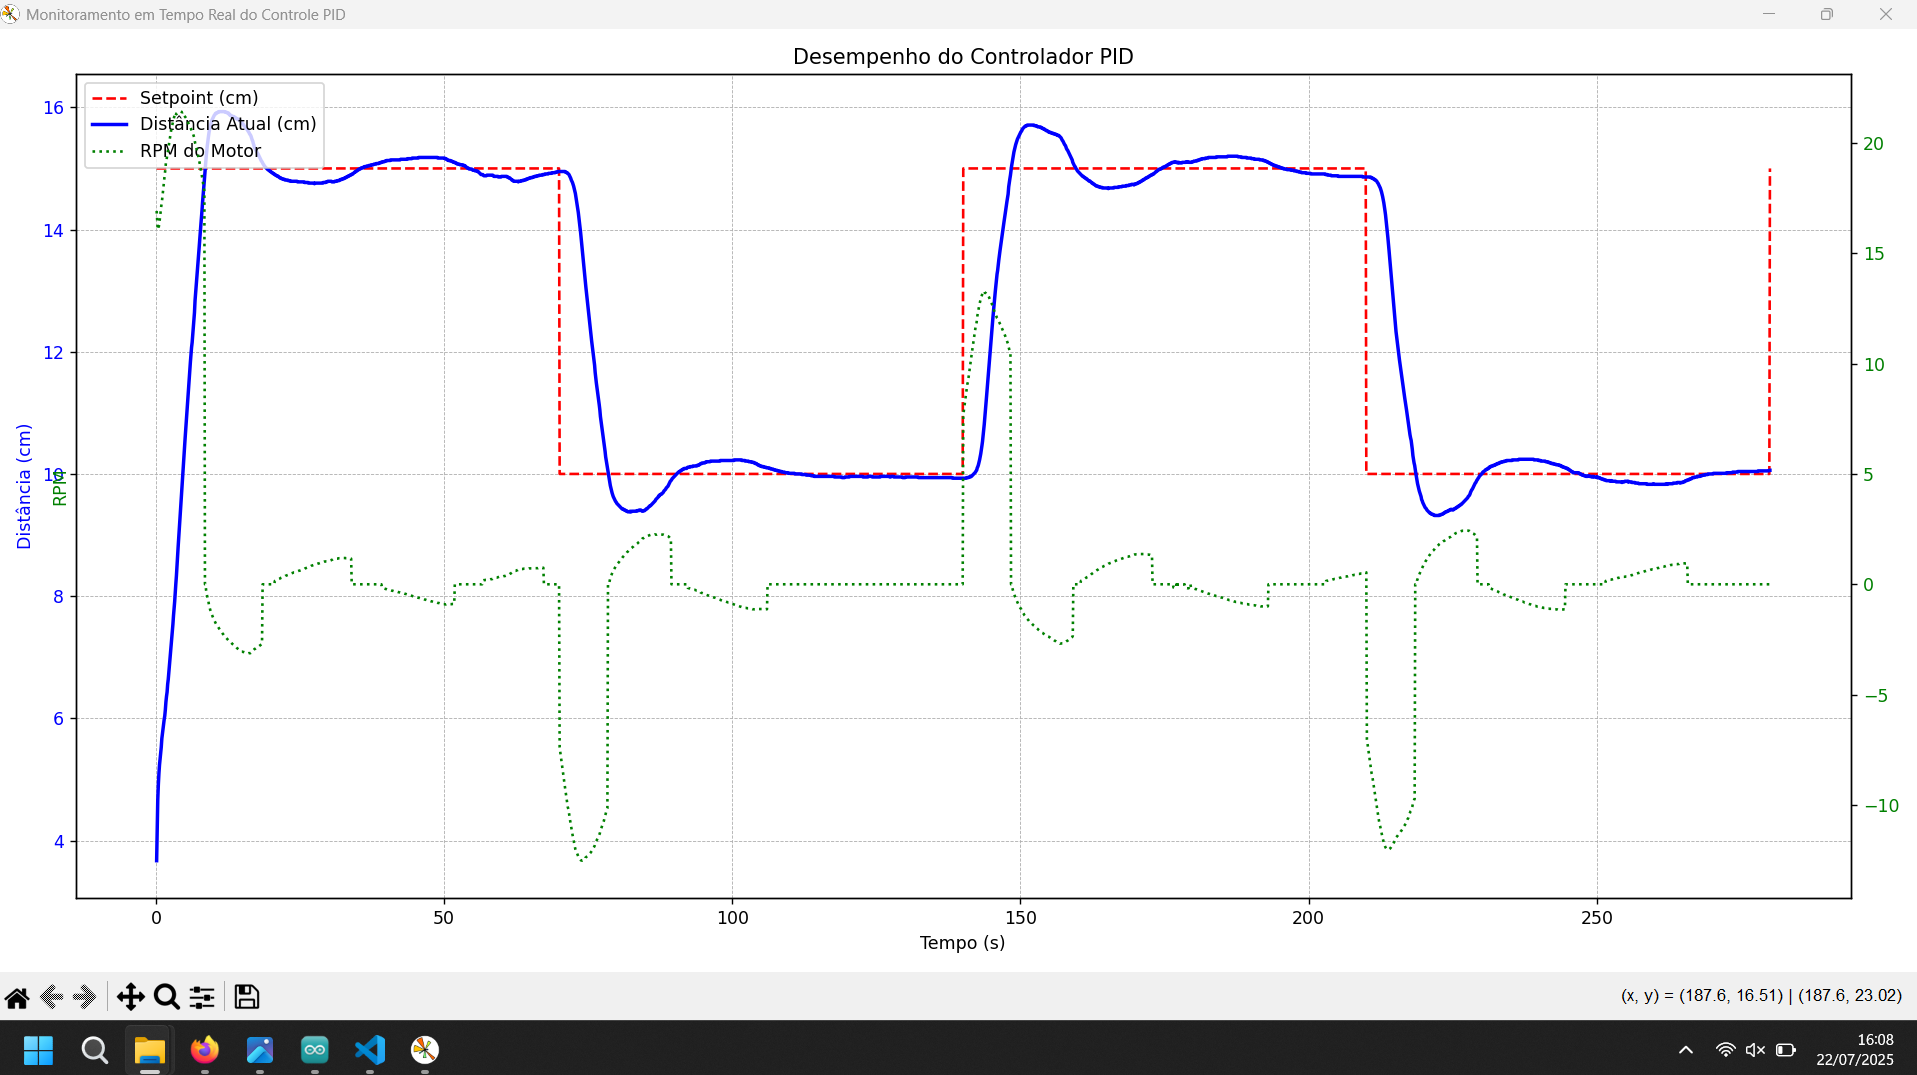 Monitoramento em Tempo Real do Controle PID
Desempenho do Controlador PID
Setpoint (cm)
Distância Atual (cm)
RPM do Motor
16
14
12
10
8
6
4
Distância (cm)
RPM
20
15
10
5
0
−5
−10
0 50 100 150 200 250
Tempo (s)
(x, y) = (187.6, 16.51) | (187.6, 23.02)
16:08
22/07/2025